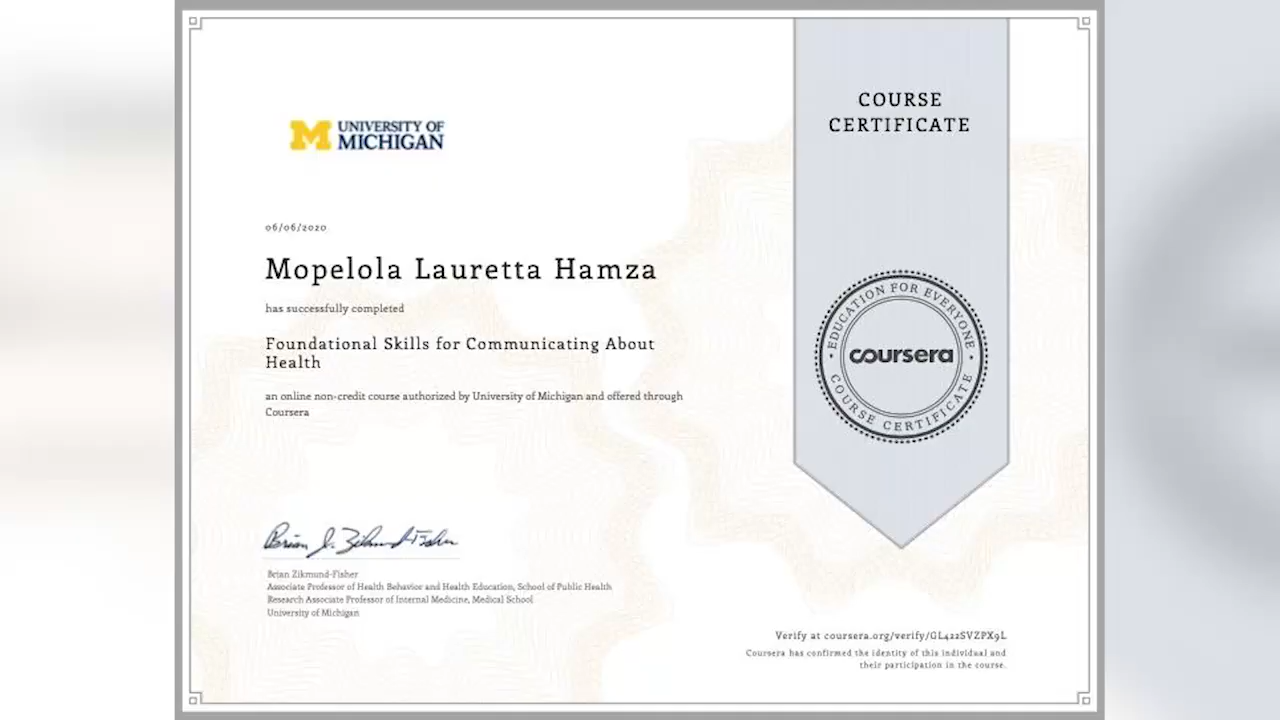 UNIVERSITY OF
MICHIGAN
COURSE
CERTIFICATE
06/06/2020
Mopelola Lauretta Hamza
has successfully completed
Foundational Skills for Communicating About
Health
an online non-credit course authorized by University of Michigan and offered through
Coursera
EDUCATION FOR EVERYONE
coursera
COURSE CERTIFICATE
Brian J. Zikmund-Fisher
Brian Zikmund-Fisher
Associate Professor of Health Behavior and Health Education, School of Public Health
Research Associate Professor of Internal Medicine, Medical School
University of Michigan
Verify at coursera.org/verify/GL422SVZPX9L
Coursera has confirmed the identity of this individual and
their participation in the course.